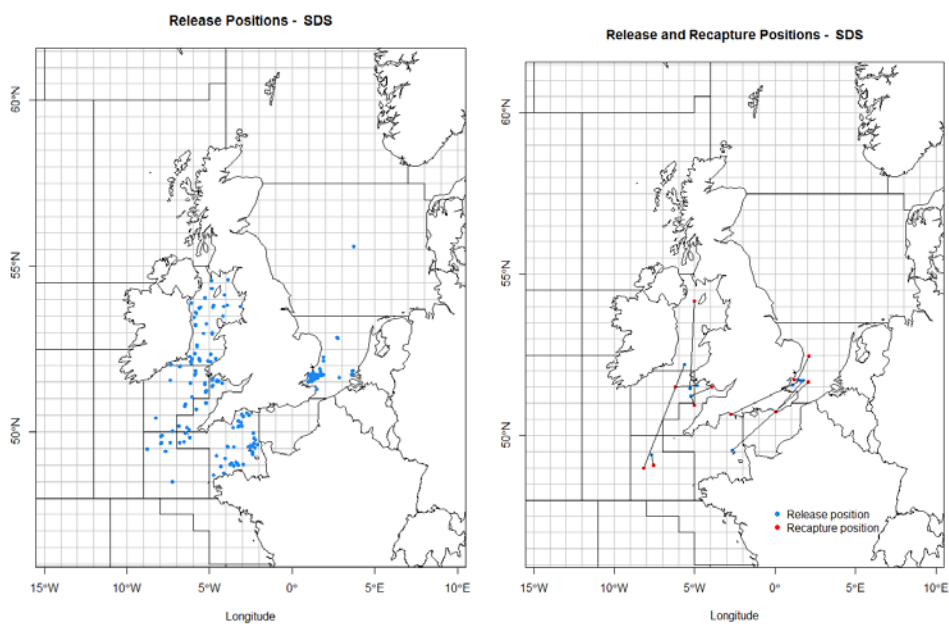 Release Positions - SDS
60°N
55°N
50°N
15°W 10°W 5°W 0° 5°E 10°E
Longitude
Release and Recapture Positions - SDS
60°N
55°N
50°N
Release position
Recapture position
15°W 10°W 5°W 0° 5°E 10°E
Longitude